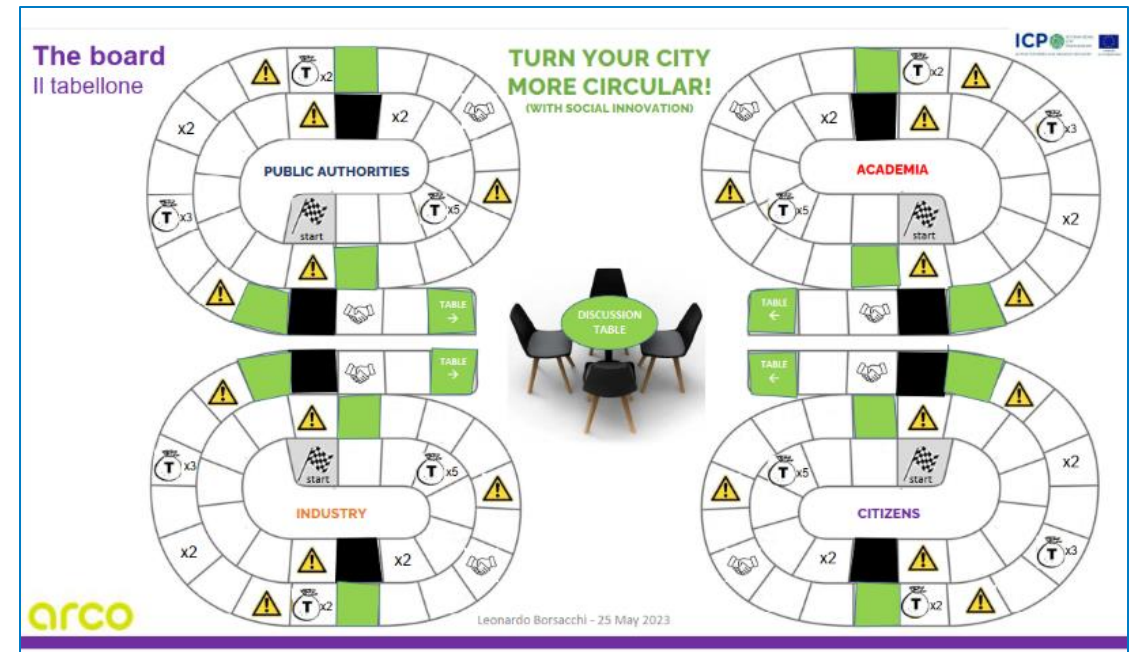 The board
Il tabellone
TURN YOUR CITY
MORE CIRCULAR!
(WITH SOCIAL INNOVATION)
ICP
T x2
x2
x2
T x3
T x5
PUBLIC AUTHORITIES
start
TABLE
→
T x2
x2
T x3
T x5
x2
ACADEMIA
start
TABLE
←
DISCUSSION
TABLE
TABLE
→
start
T x3
T x5
INDUSTRY
x2
x2
T x2
TABLE
←
start
T x5
x2
CITIZENS
x2
T x3
T x2
arco
Leonardo Borsacchi - 25 May 2023